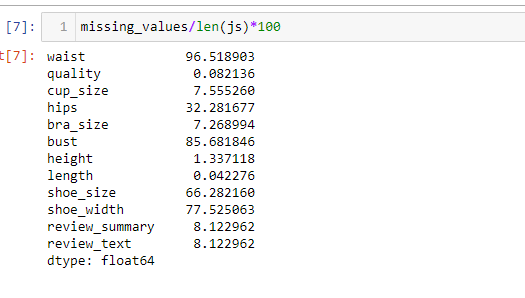 [7]: 1 missing_values/len(js)*100
t[7]: waist 96.518903
quality 0.082136
cup_size 7.555260
hips 32.281677
bra_size 7.268994
bust 85.681846
height 1.337118
length 0.042276
shoe_size 66.282160
shoe_width 77.525063
review_summary 8.122962
review_text 8.122962
dtype: float64